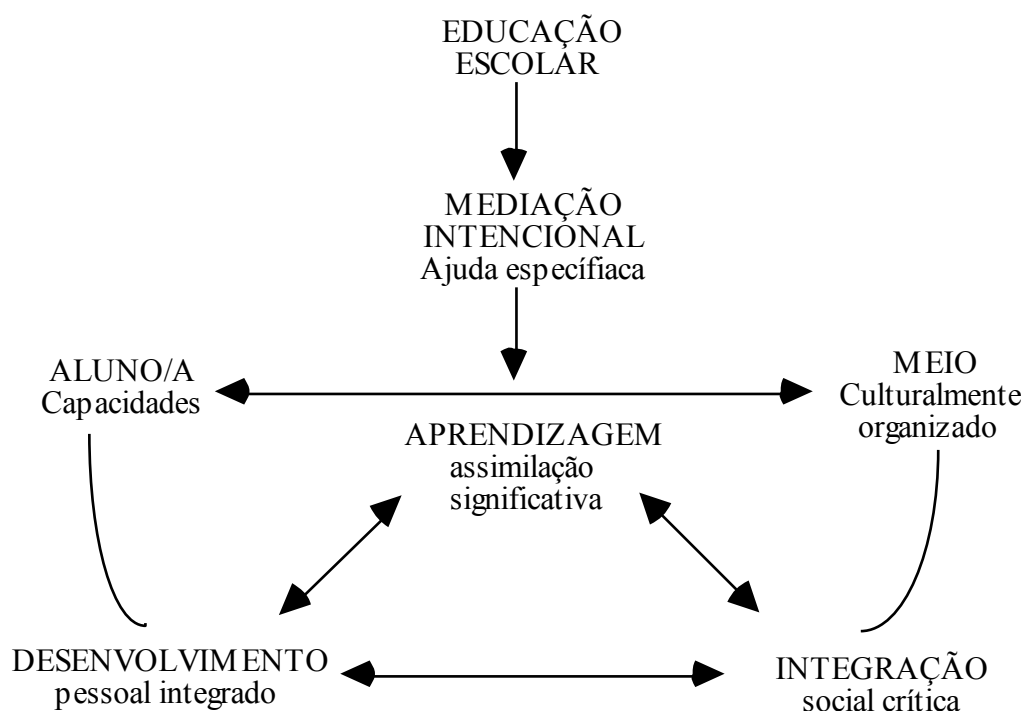 EDUCAÇÃO
ESCOLAR
MEDIAÇÃO
INTENCIONAL
Ajuda específiaca
ALUNO/A
Capacidades
MEIO
Culturalmente
organizado
APRENDIZAGEM
assimilação
significativa
DESENVOLVIMENTO
pessoal integrado
INTEGRAÇÃO
social crítica